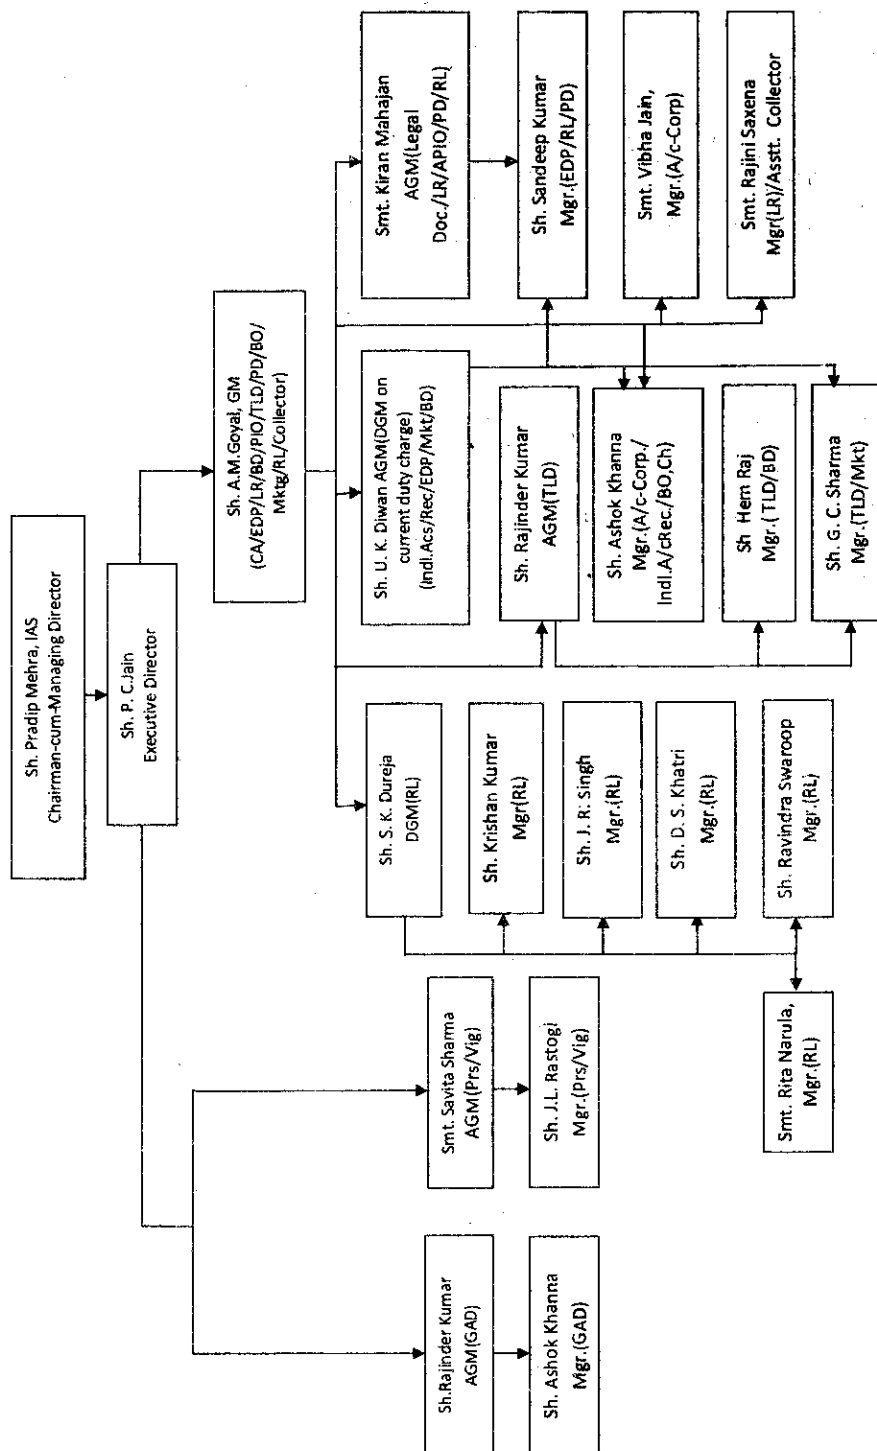 Sh. Pradip Mehra, IAS
Chairman-cum-Managing Director
Sh. P. C.Jain
Executive Director
Sh. A.M.Goyal, GM
(CA/EDP/LR/BD/PIO/TLD/PD/BO/
Mktg/RL/Collector)
Sh.Rajinder Kumar
AGM(GAD)
Sh. Ashok Khanna
Mgr.(GAD)
Smt. Savita Sharma
AGM(Prs/Vig)
Sh. J.L. Rastogi
Mgr.(Prs/Vig)
Sh. S. K. Dureja
DGM(RL)
Sh. Krishan Kumar
Mgr(RL)
Sh. J. R. Singh
Mgr.(RL)
Sh. D. S. Khatri
Mgr.(RL)
Sh. Ravindra Swaroop
Mgr.(RL)
Smt. Rita Narula,
Mgr.(RL)
Sh. U. K. Diwan AGM(DGM on
current duty charge)
(Indl.Acs/Rec/EDP/Mkt/BD)
Sh. Rajinder Kumar
AGM(TLD)
Sh. Ashok Khanna
Mgr.(A/c-Corp./
Indl.A/cRec./BO,Ch)
Sh Hem Raj
Mgr.( TLD/BD)
Sh. G. C. Sharma
Mgr.(TLD/Mkt)
Smt. Kiran Mahajan
AGM(Legal
Doc./LR/APIO/PD/RL)
Sh. Sandeep Kumar
Mgr.(EDP/RL/PD)
Smt. Vibha Jain,
Mgr.(A/c-Corp)
Smt. Rajini Saxena
Mgr(LR)/Asstt. Collector